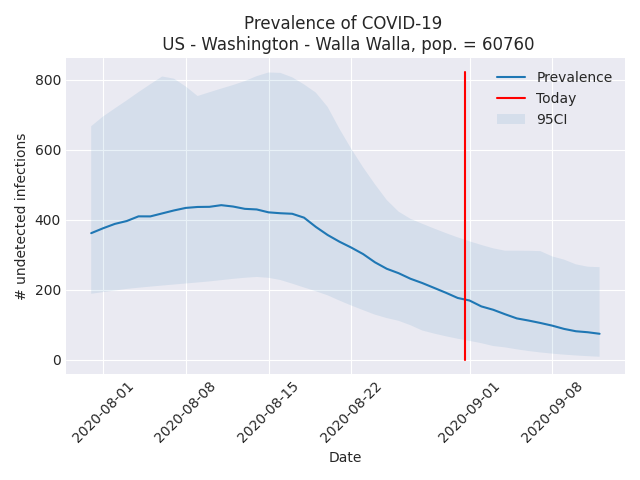 Prevalence of COVID-19
US - Washington - Walla Walla, pop. = 60760
Prevalence
Today
95CI
# undetected infections
800
600
400
200
0
2020-08-01
2020-08-08
2020-08-15
2020-08-22
2020-09-01
2020-09-08
Date